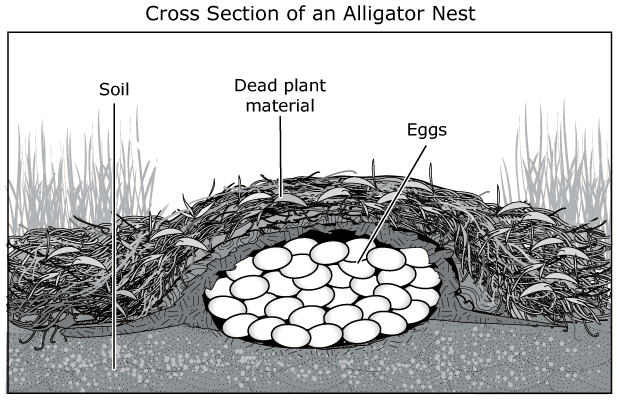 Cross Section of an Alligator Nest
Soil
Dead plant
material
Eggs